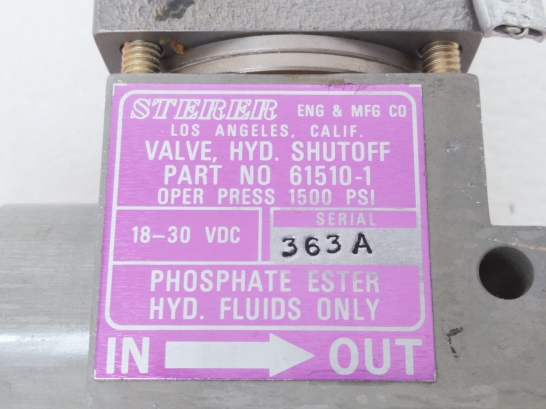 STERER ENG & MFG CO
LOS ANGELES, CALIF.
VALVE, HYD. SHUTOFF
PART NO 61510-1
OPER PRESS 1500 PSI
18-30 VDC
SERIAL
363A
PHOSPHATE ESTER
HYD. FLUIDS ONLY
IN OUT